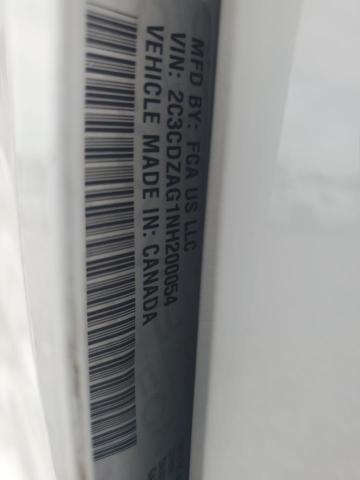 MFD BY: FCA US LLC
VIN: 2C3CDZAG1NH200054
VEHICLE MADE IN: CANADA